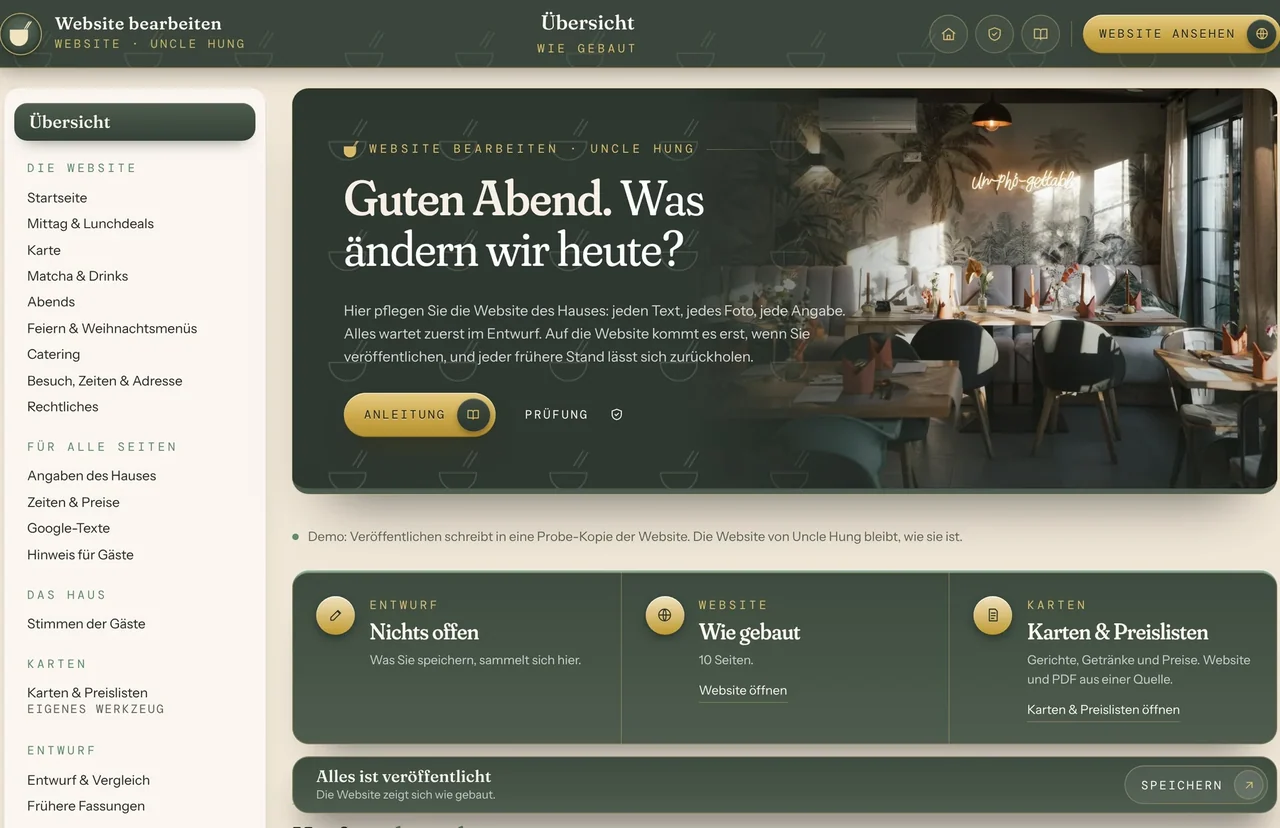 Website bearbeiten
WEBSITE · UNCLE HUNG
Übersicht
WIE GEBAUT
WEBSITE ANSEHEN
Übersicht
DIE WEBSITE
Startseite
Mittag & Lunchdeals
Karte
Matcha & Drinks
Abends
Feiern & Weihnachtsmenüs
Catering
Besuch, Zeiten & Adresse
Rechtliches
FÜR ALLE SEITEN
Angaben des Hauses
Zeiten & Preise
Google-Texte
Hinweis für Gäste
DAS HAUS
Stimmen der Gäste
KARTEN
Karten & Preislisten
EIGENES WERKZEUG
ENTWURF
Entwurf & Vergleich
Frühere Fassungen
WEBSITE BEARBEITEN · UNCLE HUNG
Guten Abend. Was
ändern wir heute?
Hier pflegen Sie die Website des Hauses: jeden Text, jedes Foto, jede Angabe.
Alles wartet zuerst im Entwurf. Auf die Website kommt es erst, wenn Sie
veröffentlichen, und jeder frühere Stand lässt sich zurückholen.
ANLEITUNG
PRÜFUNG
Un-phở-gettable
Demo: Veröffentlichen schreibt in eine Probe-Kopie der Website. Die Website von Uncle Hung bleibt, wie sie ist.
ENTWURF
Nichts offen
Was Sie speichern, sammelt sich hier.
WEBSITE
Wie gebaut
10 Seiten.
Website öffnen
KARTEN
Karten & Preislisten
Gerichte, Getränke und Preise. Website
und PDF aus einer Quelle.
Karten & Preislisten öffnen
Alles ist veröffentlicht
Die Website zeigt sich wie gebaut.
SPEICHERN